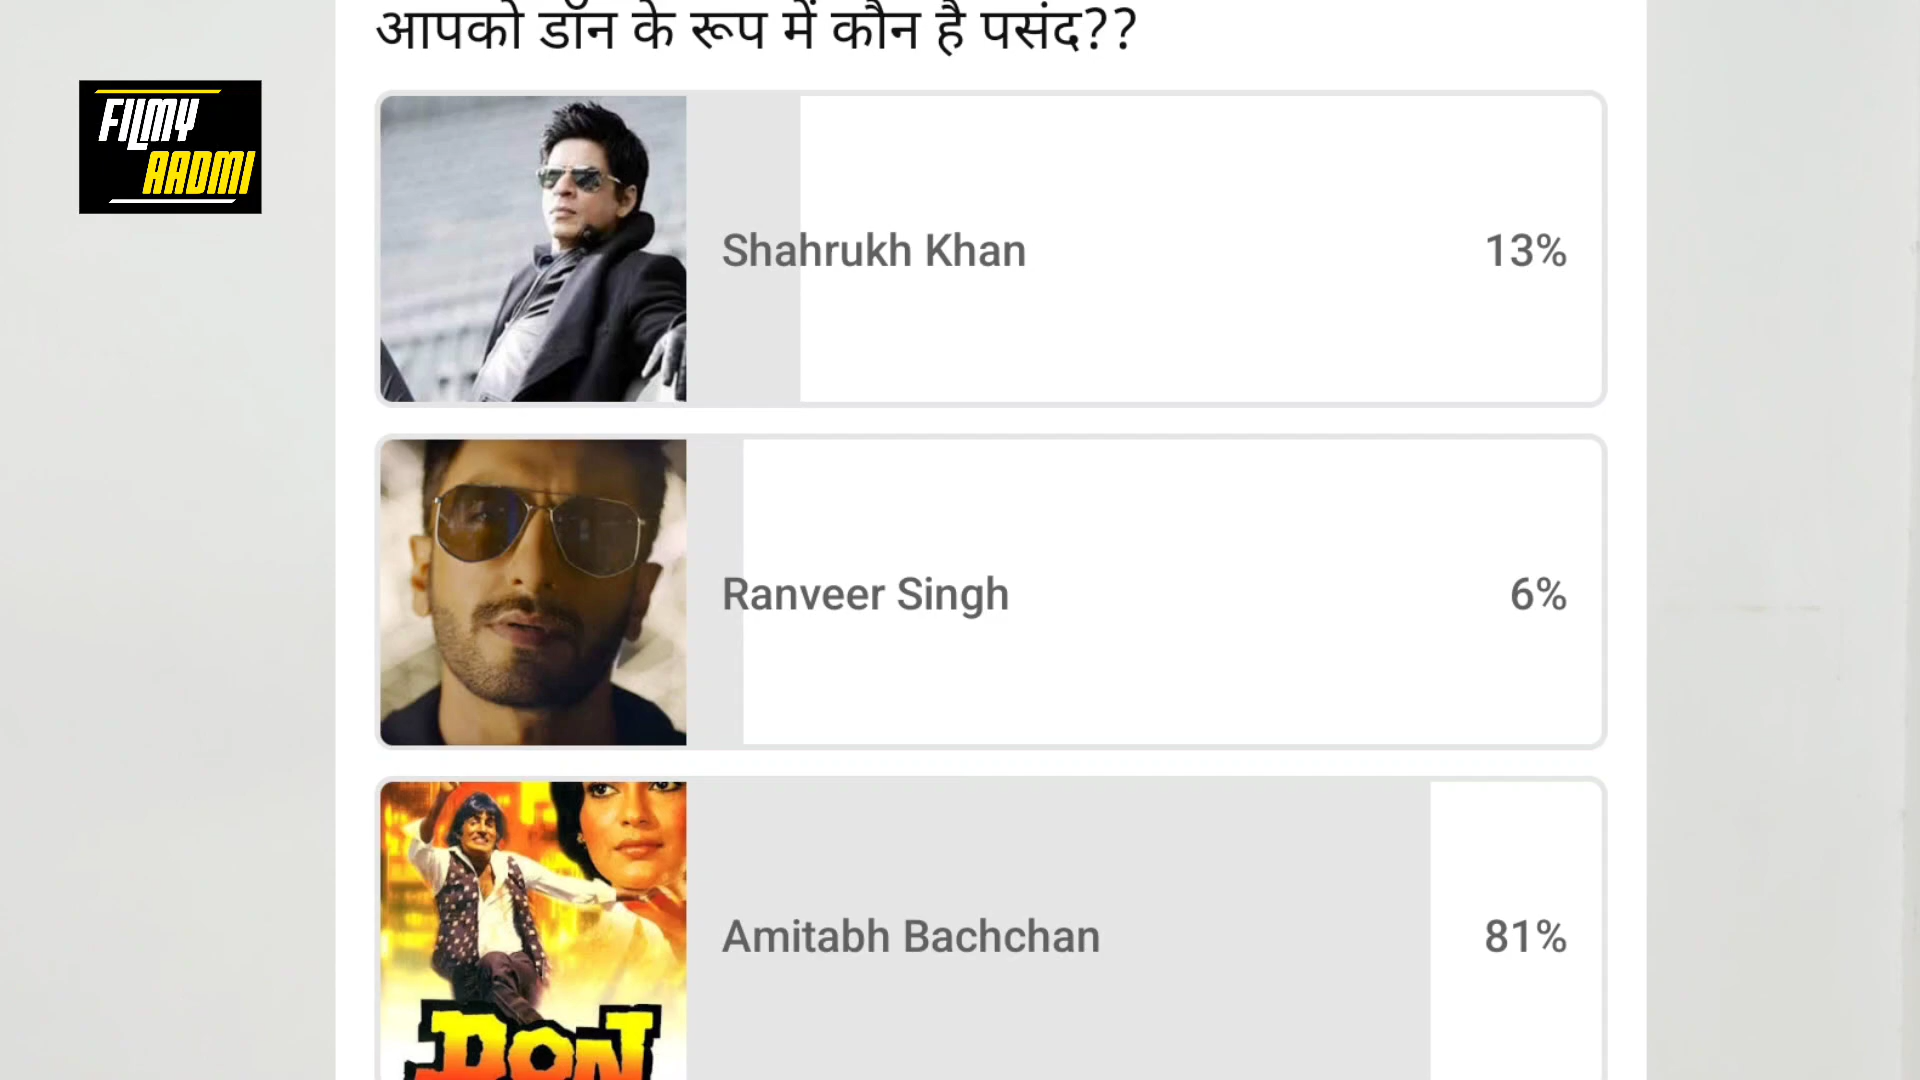 आपको डॉन के रूप में कौन है पसंद??
FILMY
AADMI
Shahrukh Khan
13%
Ranveer Singh
6%
Amitabh Bachchan
81%
DON